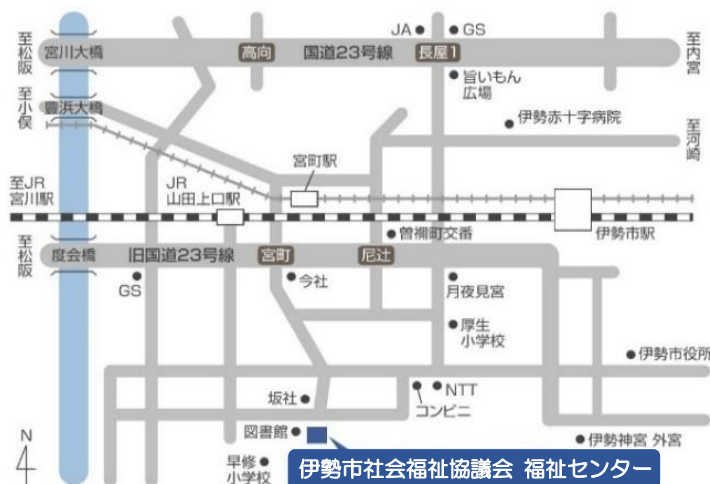 JA
GS
至松阪
宮川大橋
高向
国道23号線
長屋1
至内宮
旨いもん
広場
至小俣
豊浜大橋
伊勢赤十字病院
至河崎
宮町駅
至JR
宮川駅
JR
山田上口駅
曽祢町交番
伊勢市駅
至松阪
度会橋
旧国道23号線
宮町
尼辻
GS
今社
月夜見宮
厚生
小学校
伊勢市役所
坂社
NTT
コンビニ
図書館
伊勢神宮 外宮
N
早修
小学校
伊勢市社会福祉協議会 福祉センター